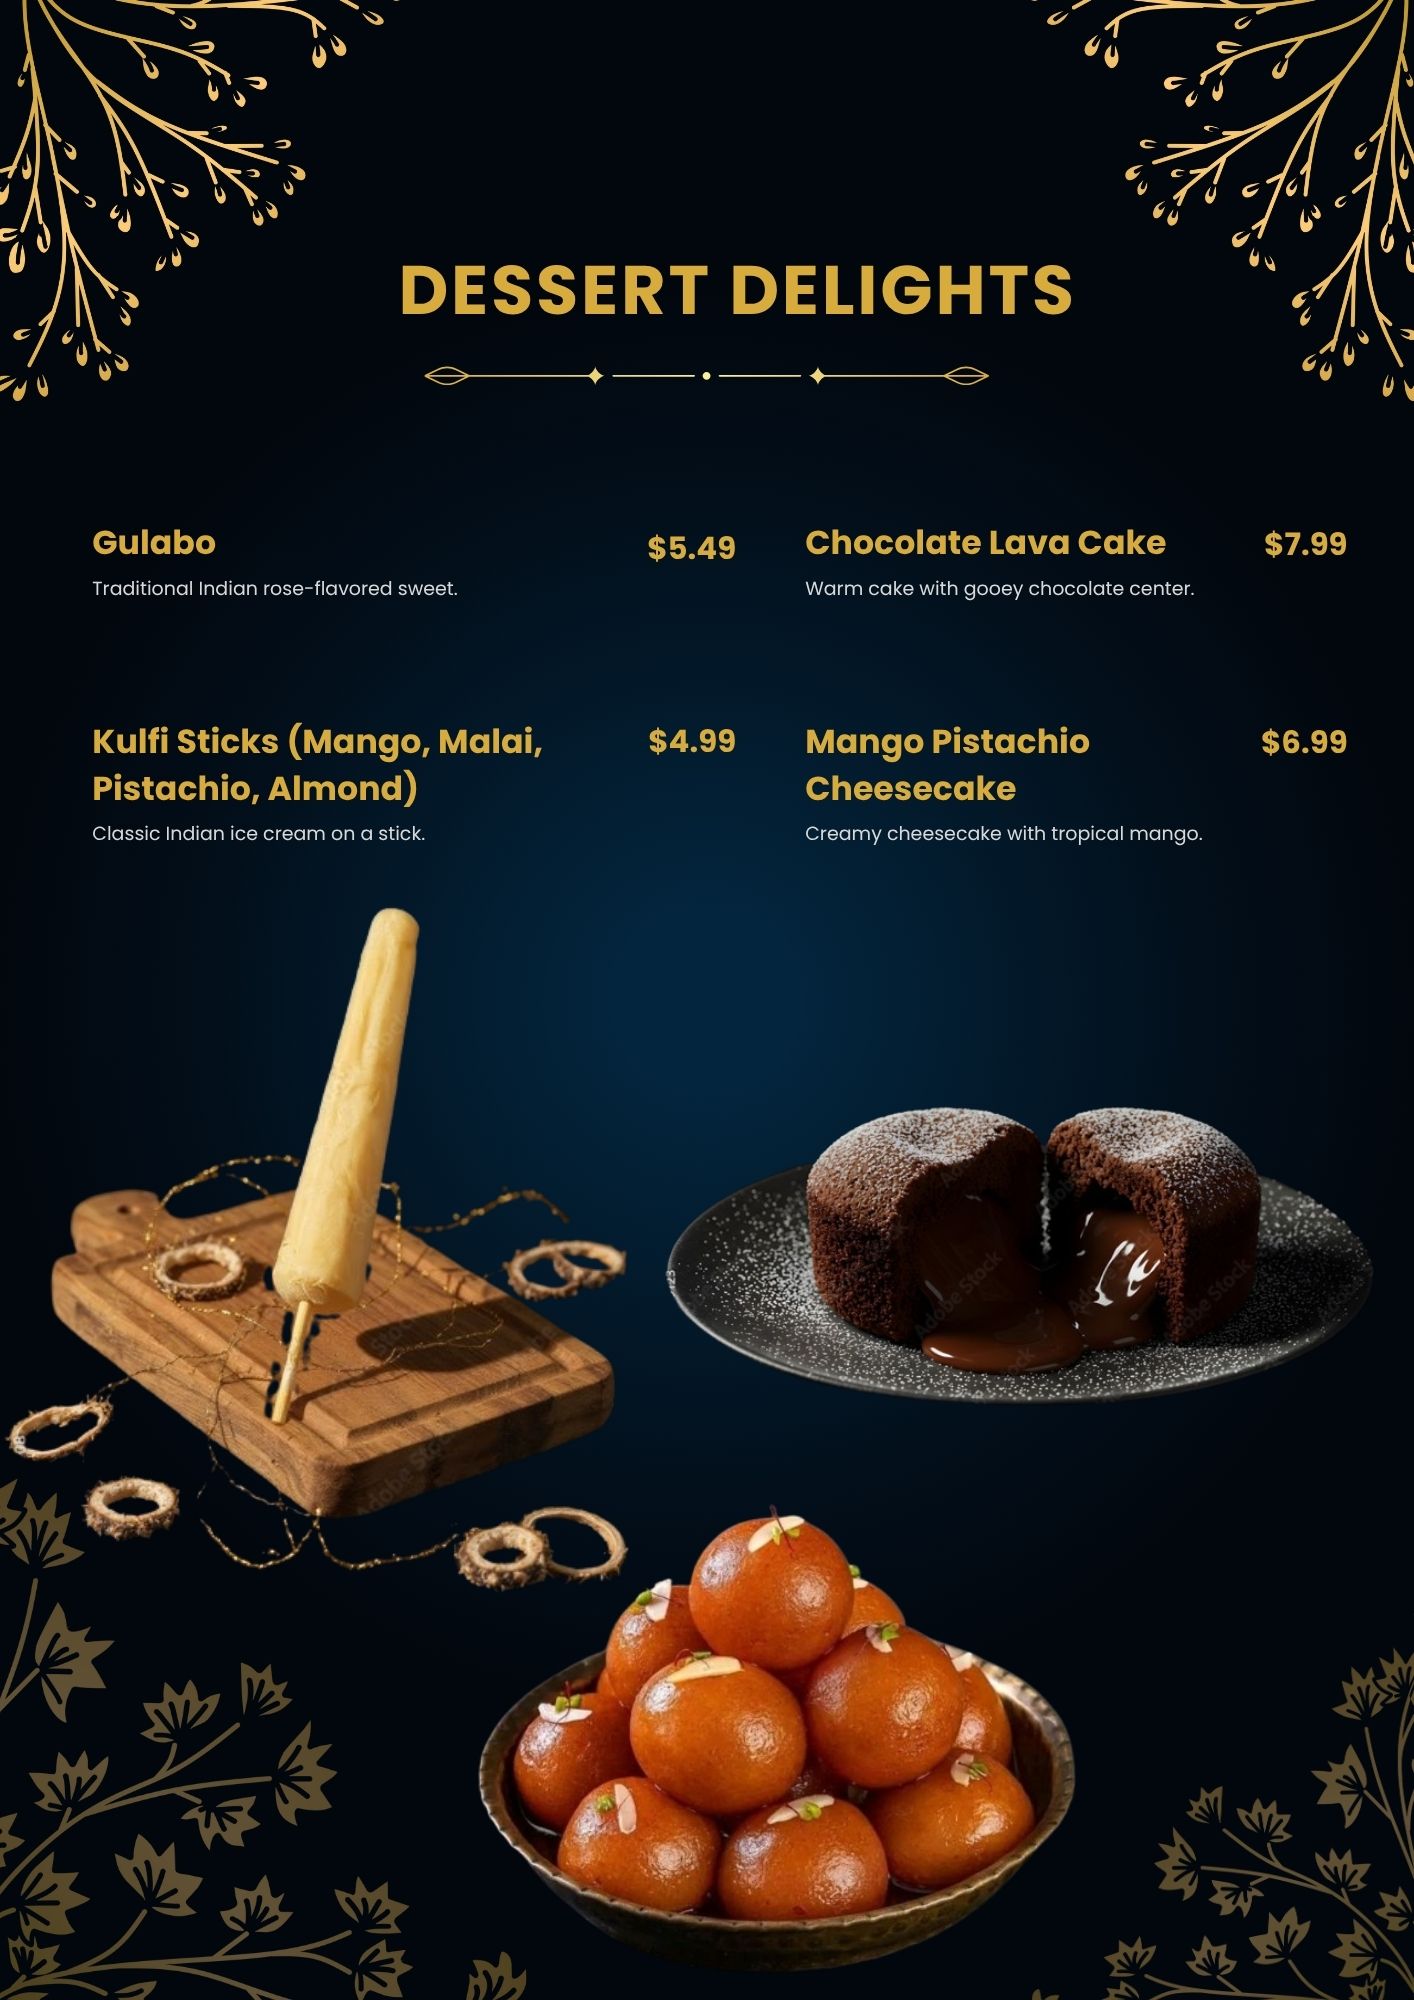 DESSERT DELIGHTS
Gulabo
$5.49
Traditional Indian rose-flavored sweet.
Chocolate Lava Cake
$7.99
Warm cake with gooey chocolate center.
Kulfi Sticks (Mango, Malai,
Pistachio, Almond)
$4.99
Classic Indian ice cream on a stick.
Mango Pistachio
Cheesecake
$6.99
Creamy cheesecake with tropical mango.
Adobe Stock